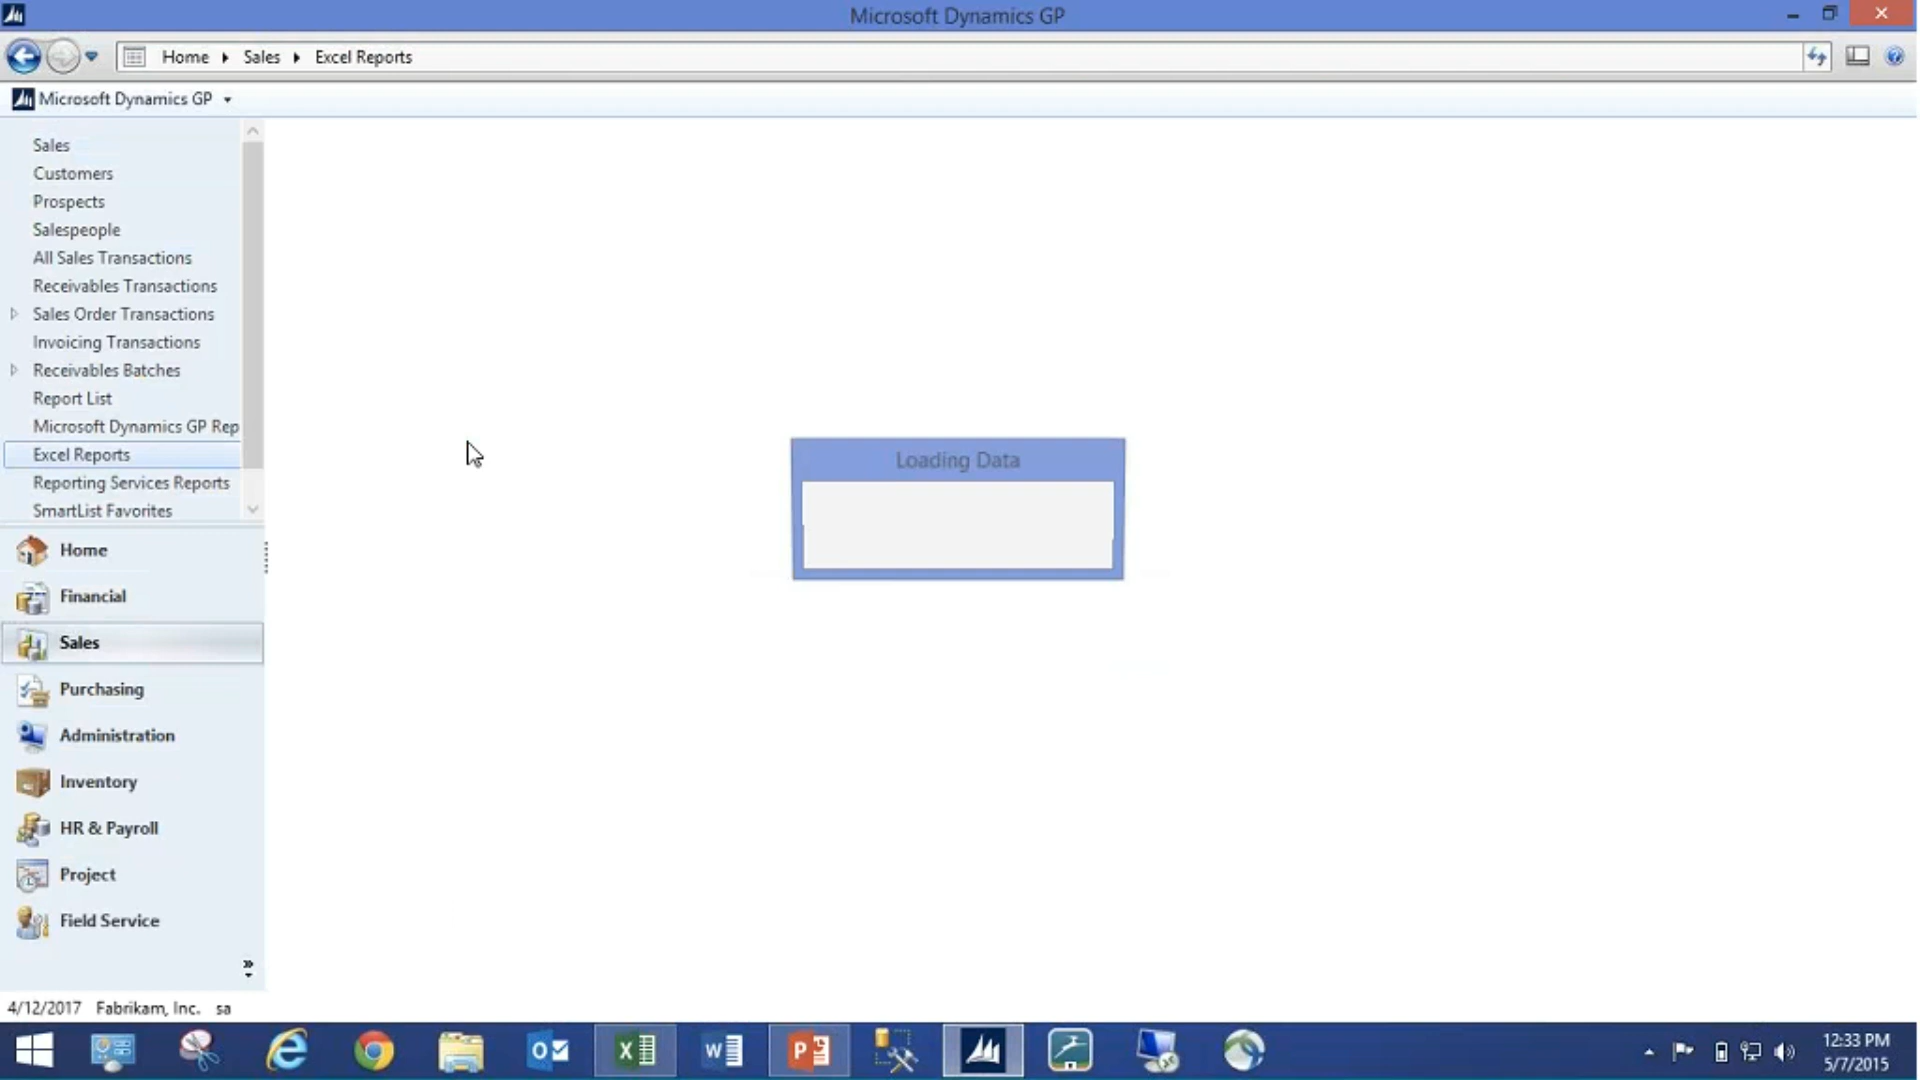 Microsoft Dynamics GP
Home Sales Excel Reports
Microsoft Dynamics GP
Sales
Customers
Prospects
Salespeople
All Sales Transactions
Receivables Transactions
Sales Order Transactions
Invoicing Transactions
Receivables Batches
Report List
Microsoft Dynamics GP Rep
Excel Reports
Reporting Services Reports
SmartList Favorites
Loading Data
Home
Financial
Sales
Purchasing
Administration
Inventory
HR & Payroll
Project
Field Service
4/12/2017 Fabrikam, Inc. sa
12:33 PM
5/7/2015